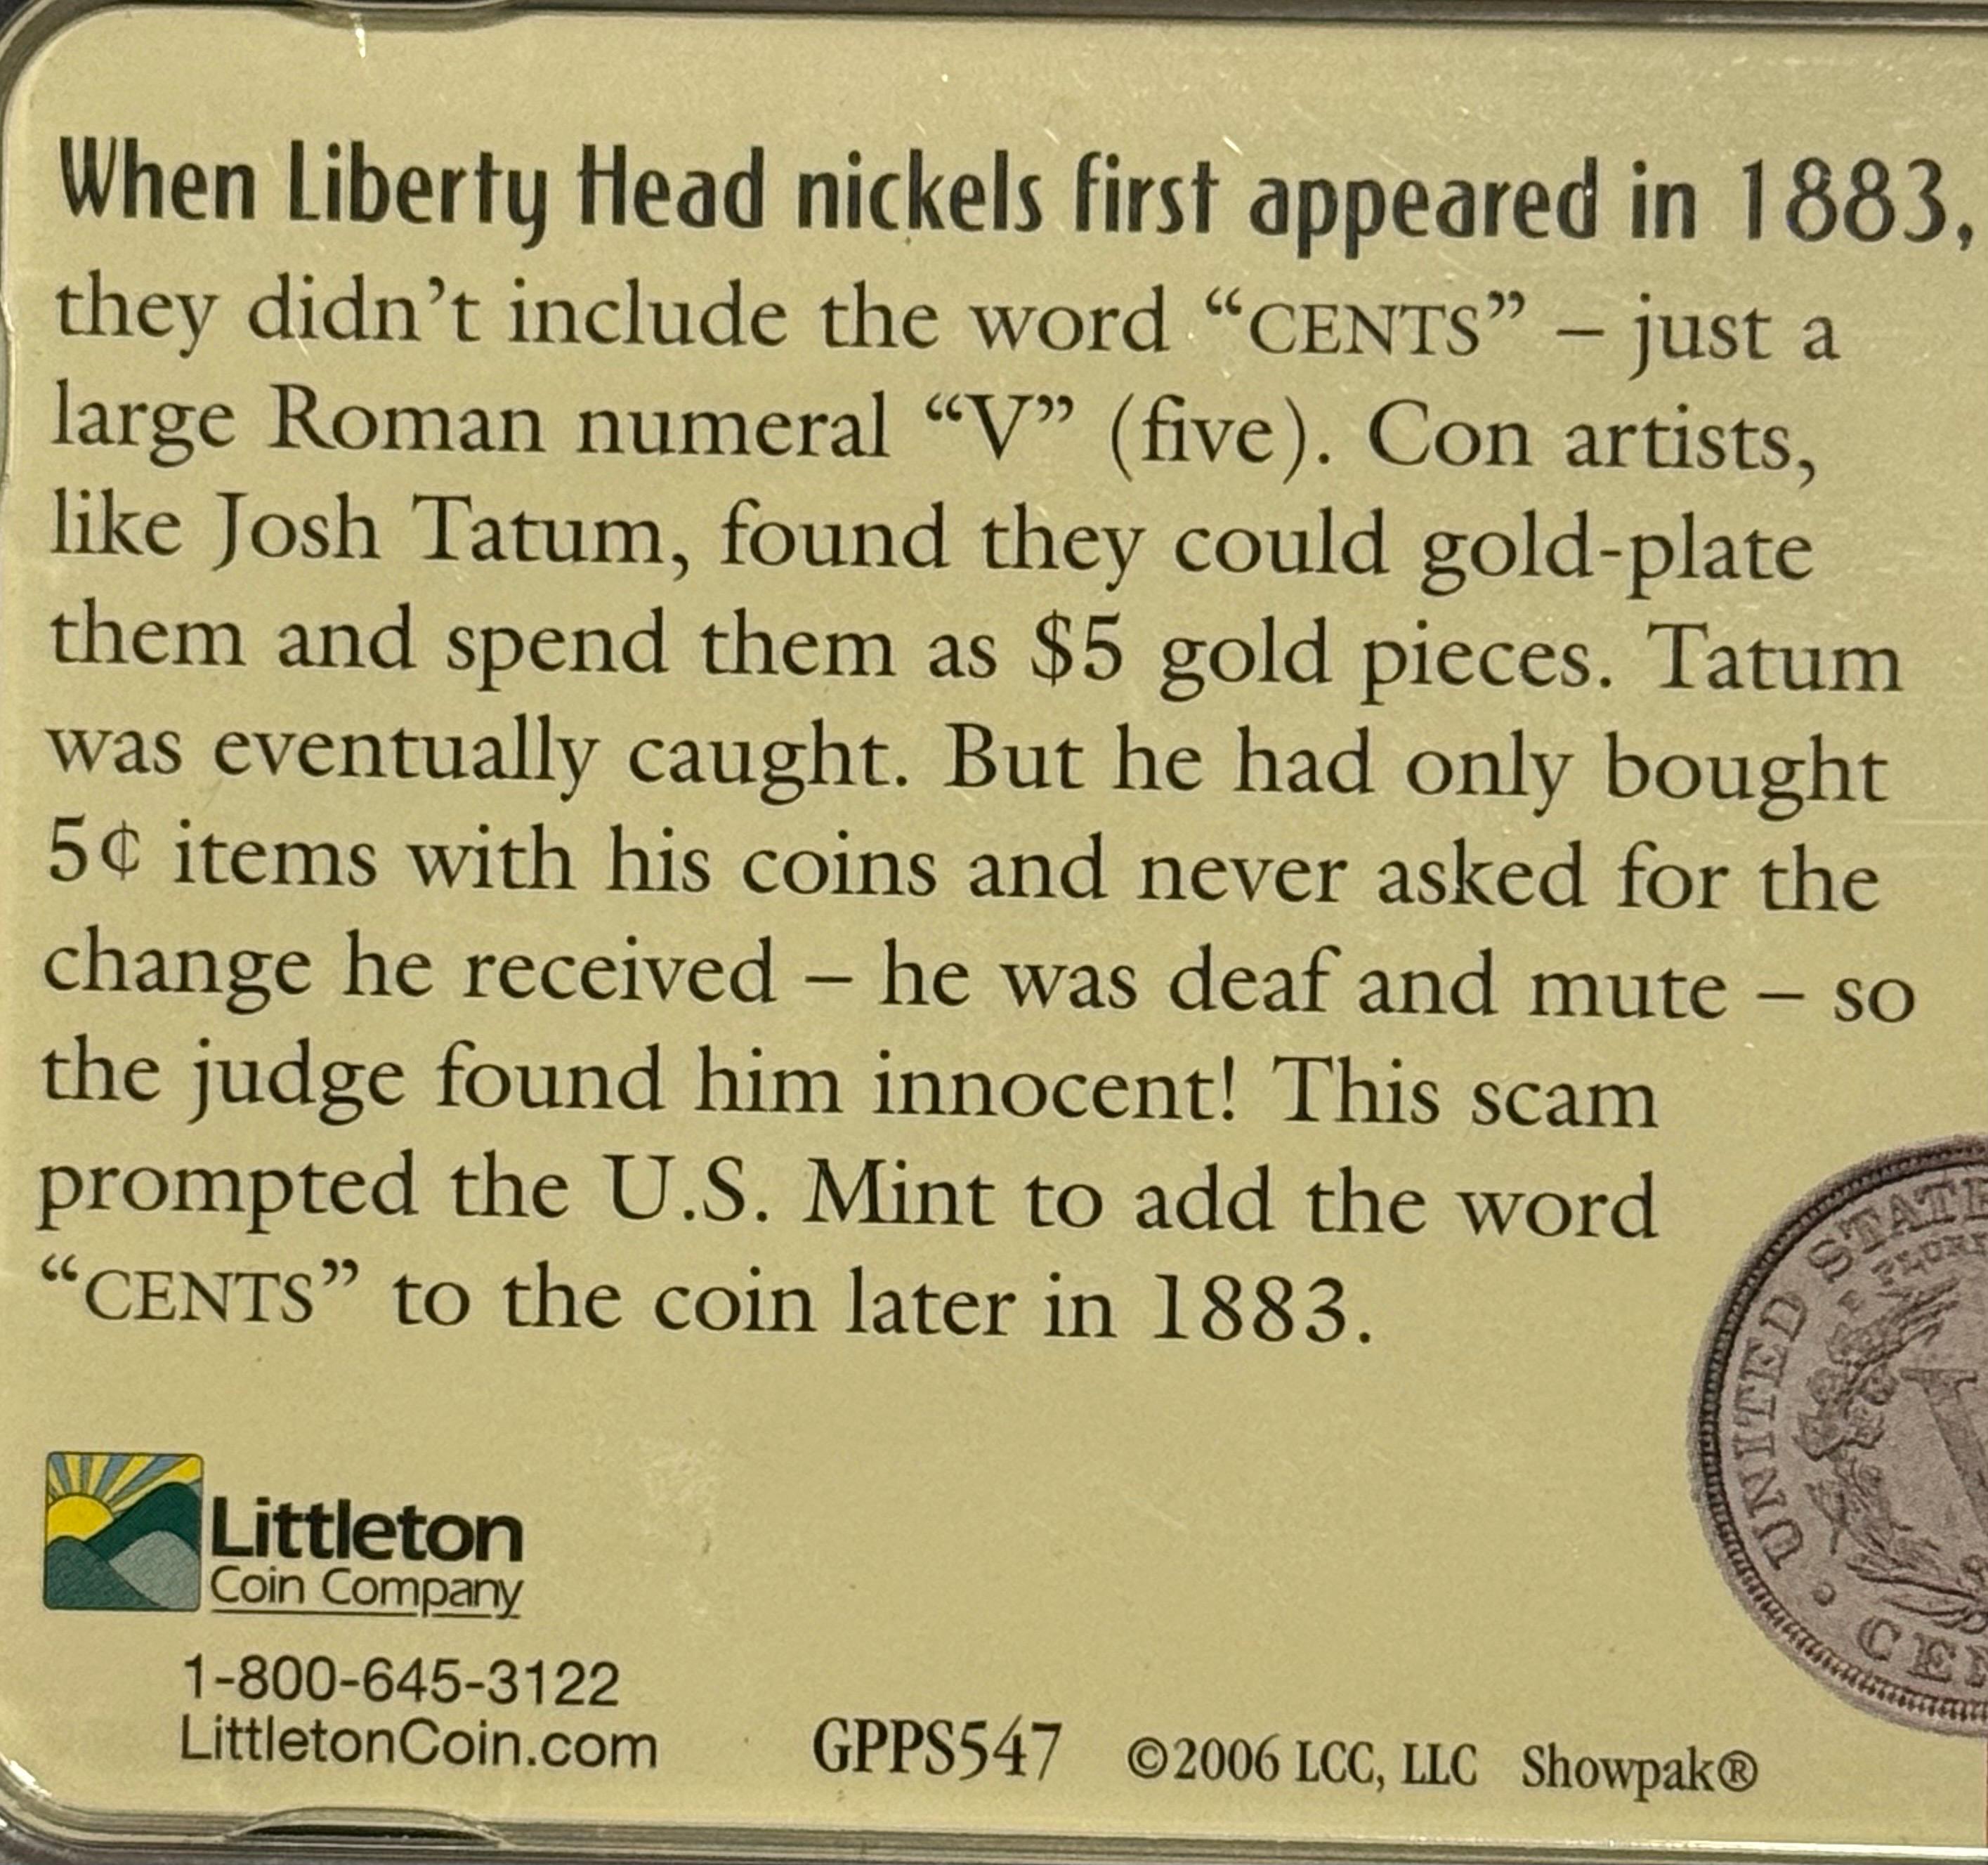 When Liberty Head nickels first appeared in 1883,
they didn't include the word “CENTS” – just a
large Roman numeral “V” (five). Con artists,
like Josh Tatum, found they could gold-plate
them and spend them as $5 gold pieces. Tatum
was eventually caught. But he had only bought
5¢ items with his coins and never asked for the
change he received – he was deaf and mute – so
the judge found him innocent! This scam
prompted the U.S. Mint to add the word
“CENTS” to the coin later in 1883.
UNITED STATE
E PLURI
V
CEN
Littleton
Coin Company
1-800-645-3122
LittletonCoin.com
GPPS547 ©2006 LCC, LLC Showpak®